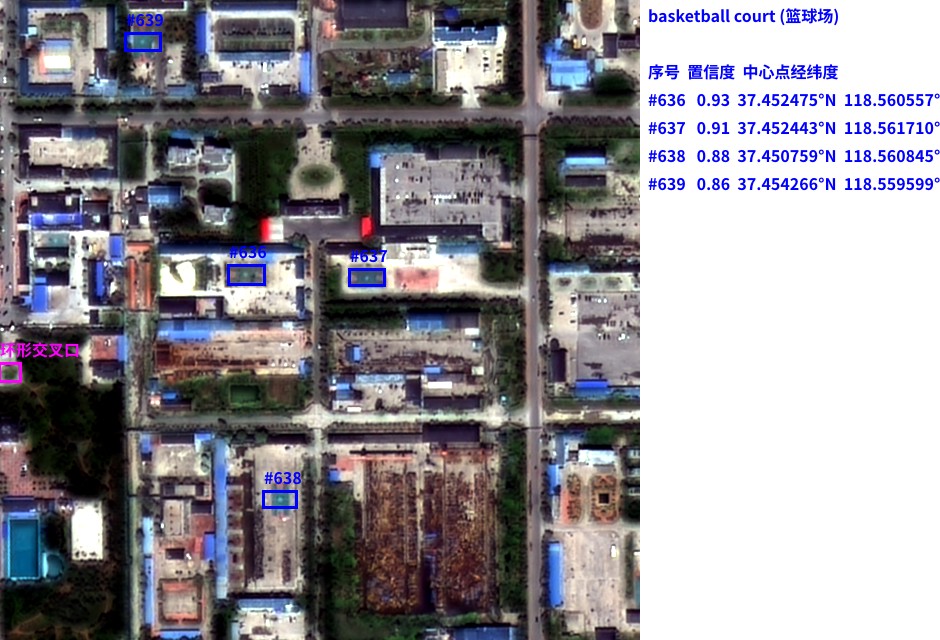 basketball court (篮球场)
序号 置信度 中心点经纬度
#636 0.93 37.452475°N 118.560557°
#637 0.91 37.452443°N 118.561710°
#638 0.88 37.450759°N 118.560845°
#639 0.86 37.454266°N 118.559599°
#639
#636
#637
环形交叉口
#638